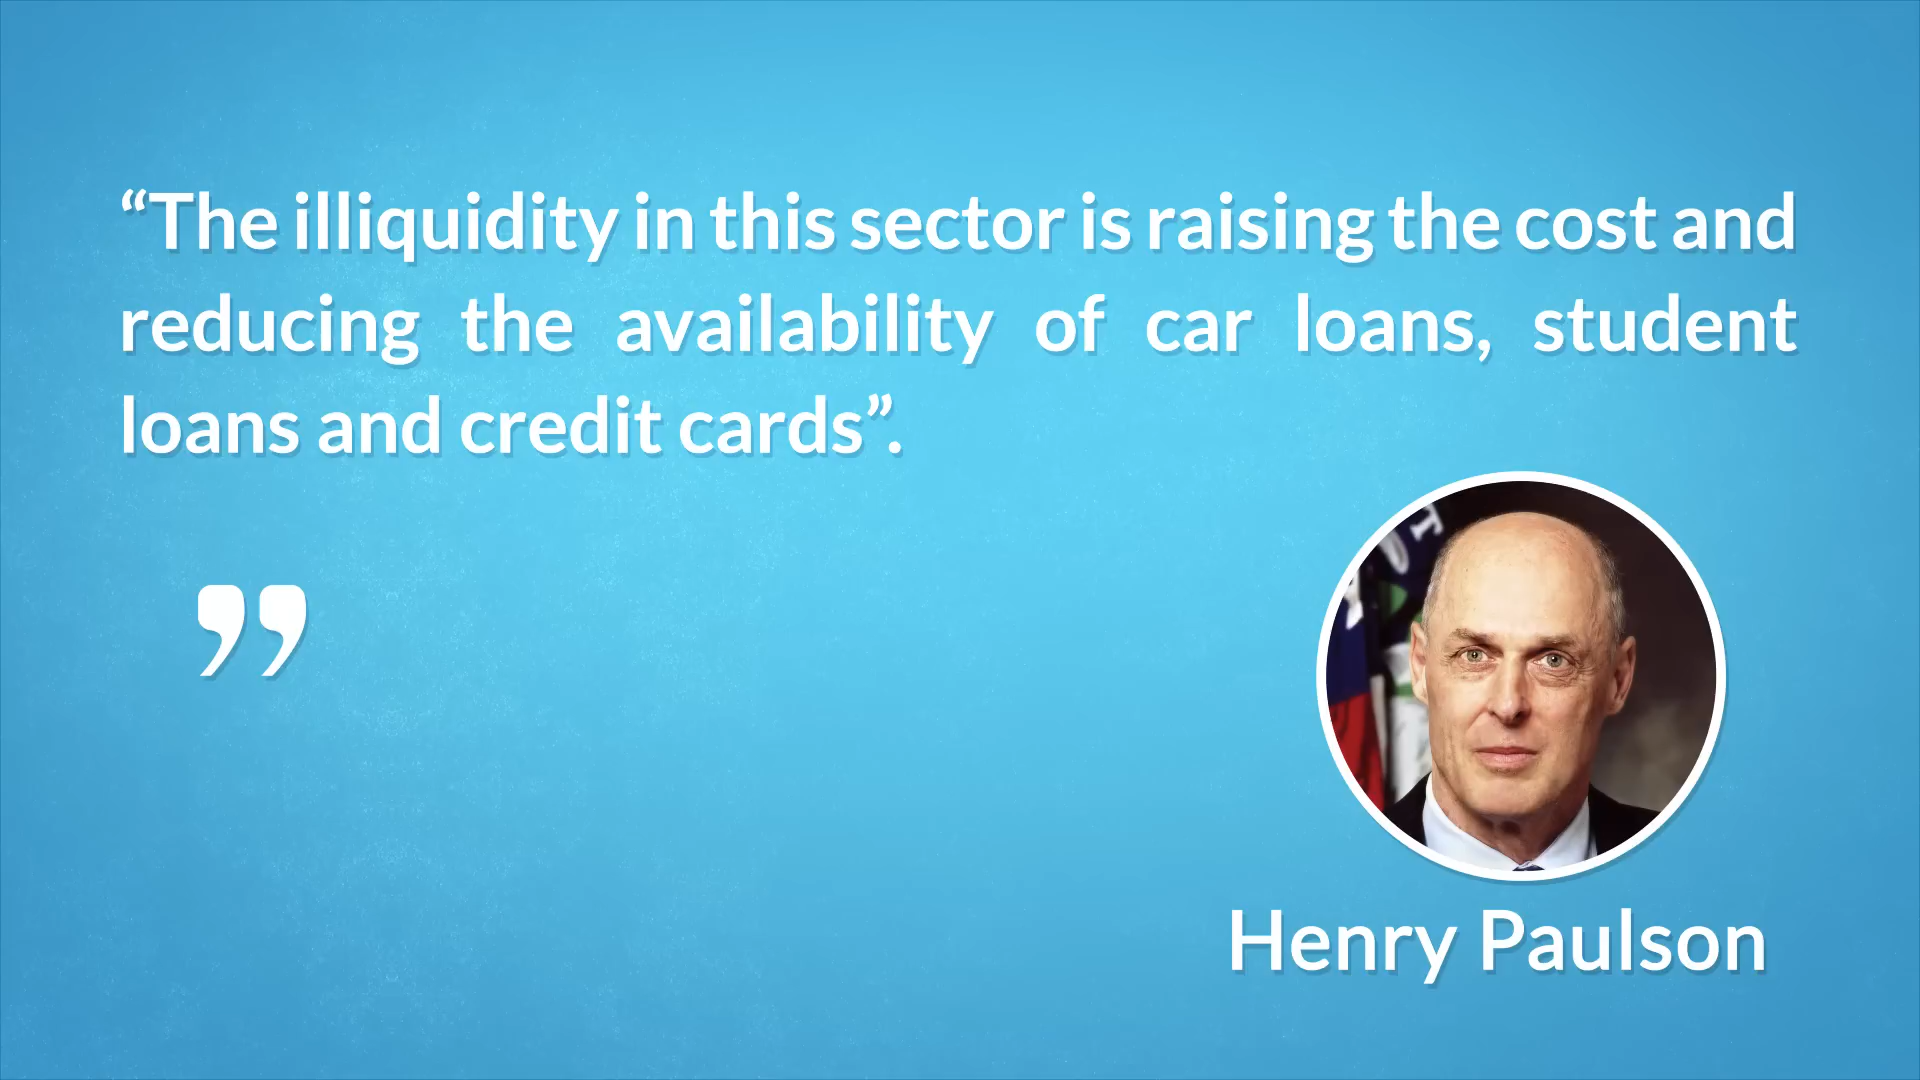 “The illiquidity in this sector is raising the cost and
reducing the availability of car loans, student
loans and credit cards”.
”
Henry Paulson